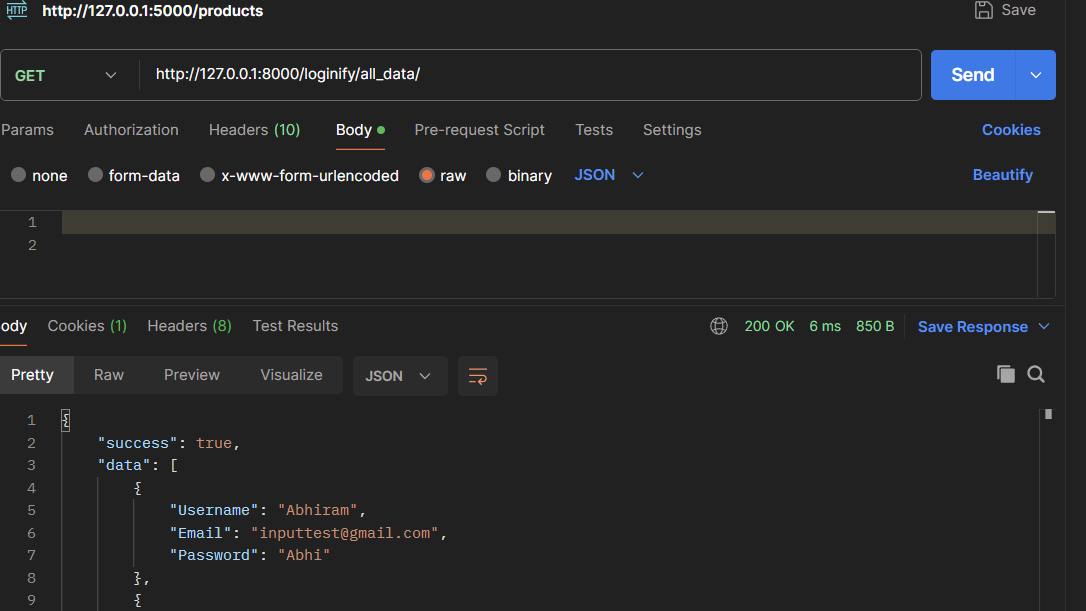 HTTP http://127.0.0.1:5000/products Save
GET http://127.0.0.1:8000/loginify/all_data/ Send
Params Authorization Headers (10) Body Pre-request Script Tests Settings Cookies
none form-data x-www-form-urlencoded raw binary JSON Beautify
1
2
ody Cookies (1) Headers (8) Test Results 200 OK 6 ms 850 B Save Response
Pretty Raw Preview Visualize JSON
1 {
2 "success": true,
3 "data": [
4 {
5 "Username": "Abhiram",
6 "Email": "inputtest@gmail.com",
7 "Password": "Abhi"
8 },
9 {